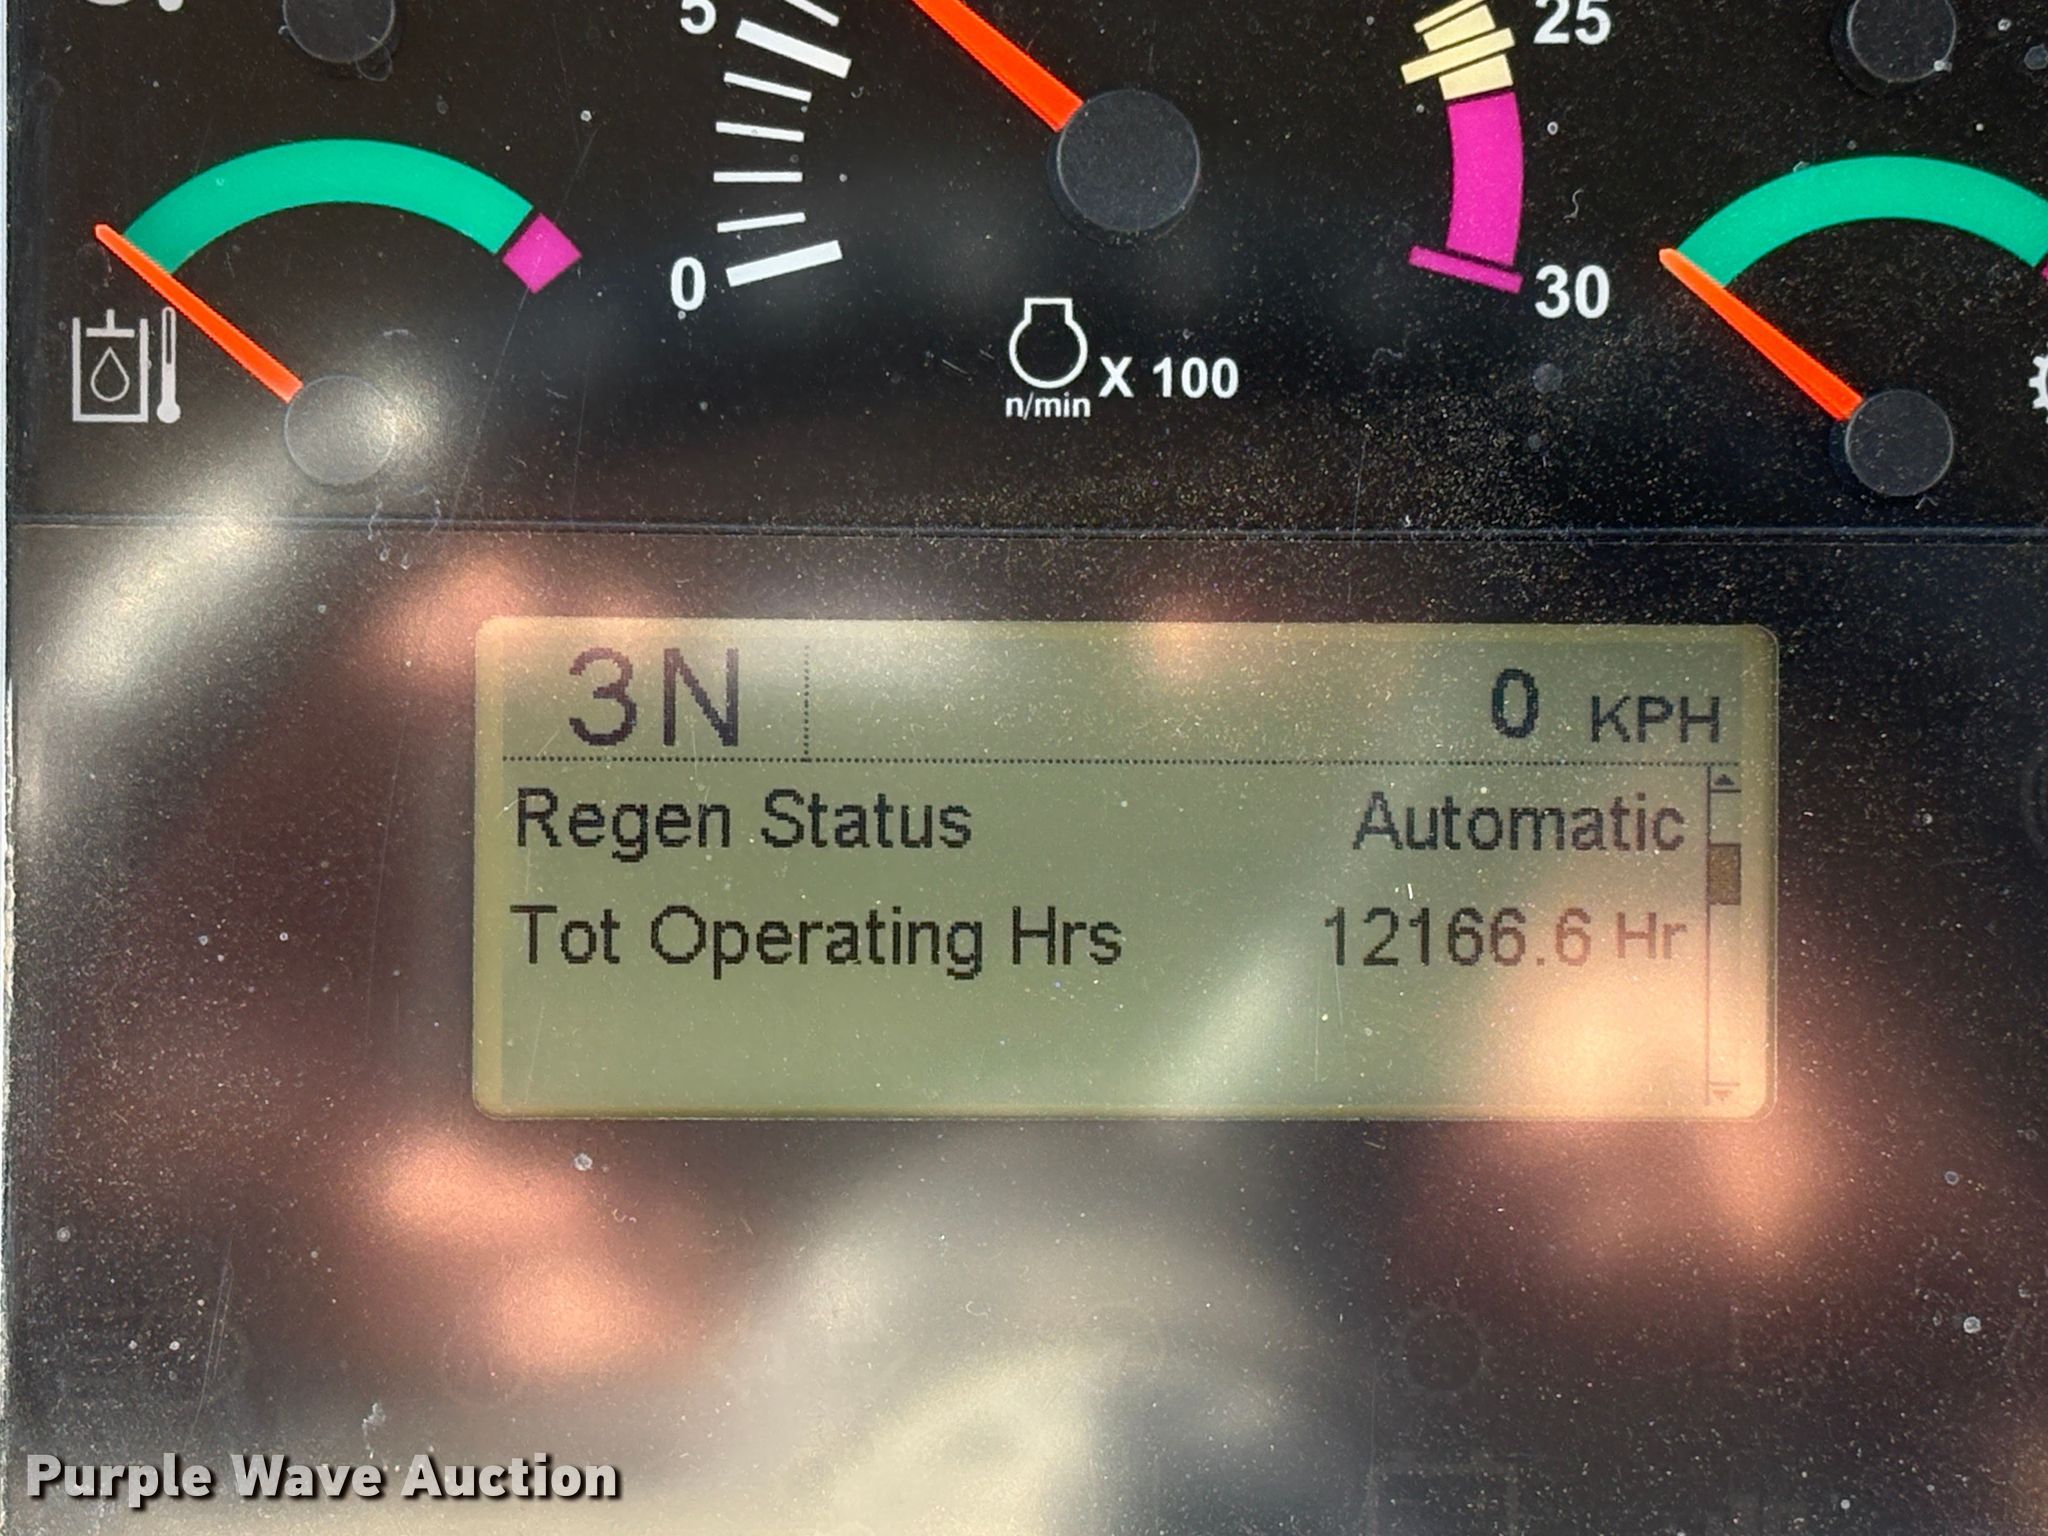 5
25
0
30
n/min X 100
3N
0 KPH
Regen Status Automatic
Tot Operating Hrs 12166.6 Hr
Purple Wave Auction